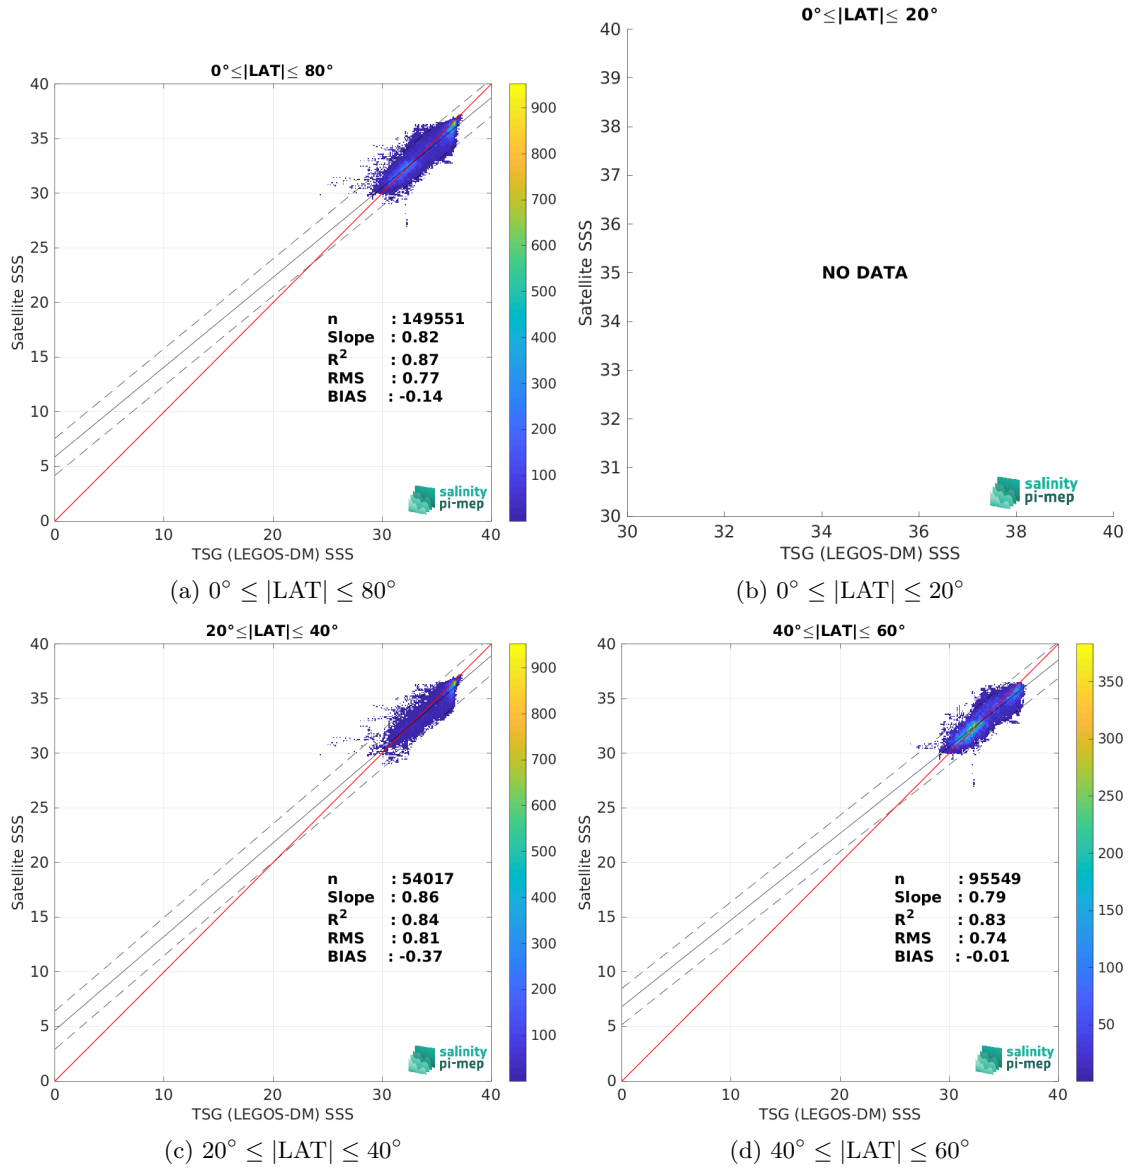 0°≤|LAT|≤ 80°
40
35
30
25
20
15
10
5
0
Satellite SSS
0
10
20
30
40
TSG (LEGOS-DM) SSS
n : 149551
Slope : 0.82
R² : 0.87
RMS : 0.77
BIAS : -0.14
salinity
pi-mep
900
800
700
600
500
400
300
200
100
(a) 0° ≤ |LAT| ≤ 80°
0°≤|LAT|≤ 20°
40
39
38
37
36
35
34
33
32
31
30
Satellite SSS
NO DATA
salinity
pi-mep
30
32
34
36
38
40
TSG (LEGOS-DM) SSS
(b) 0° ≤ |LAT| ≤ 20°
20°≤|LAT|≤ 40°
40
35
30
25
20
15
10
5
0
Satellite SSS
0
10
20
30
40
TSG (LEGOS-DM) SSS
n : 54017
Slope : 0.86
R² : 0.84
RMS : 0.81
BIAS : -0.37
salinity
pi-mep
900
800
700
600
500
400
300
200
100
(c) 20° ≤ |LAT| ≤ 40°
40°≤|LAT|≤ 60°
40
35
30
25
20
15
10
5
0
Satellite SSS
0
10
20
30
40
TSG (LEGOS-DM) SSS
n : 95549
Slope : 0.79
R² : 0.83
RMS : 0.74
BIAS : -0.01
salinity
pi-mep
350
300
250
200
150
100
50
(d) 40° ≤ |LAT| ≤ 60°